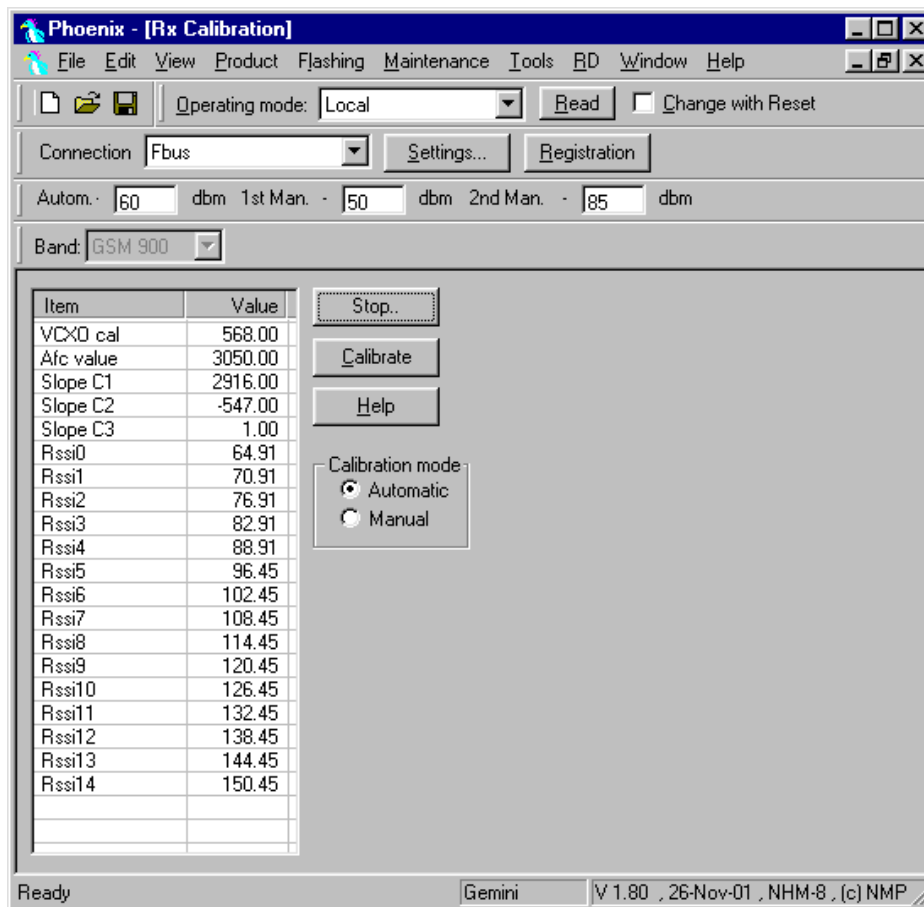 Phoenix - [Rx Calibration]
File Edit View Product Flashing Maintenance Tools RD Window Help
Operating mode: Local Read Change with Reset
Connection Fbus Settings... Registration
Autom. - 60 dbm 1st Man. - 50 dbm 2nd Man. - 85 dbm
Band: GSM 900
Item Value
VCXO cal 568.00
Afc value 3050.00
Slope C1 2916.00
Slope C2 -547.00
Slope C3 1.00
Rssi0 64.91
Rssi1 70.91
Rssi2 76.91
Rssi3 82.91
Rssi4 88.91
Rssi5 96.45
Rssi6 102.45
Rssi7 108.45
Rssi8 114.45
Rssi9 120.45
Rssi10 126.45
Rssi11 132.45
Rssi12 138.45
Rssi13 144.45
Rssi14 150.45
Stop..
Calibrate
Help
Calibration mode
Automatic
Manual
Ready Gemini V 1.80 , 26-Nov-01 , NHM-8 , (c) NMP